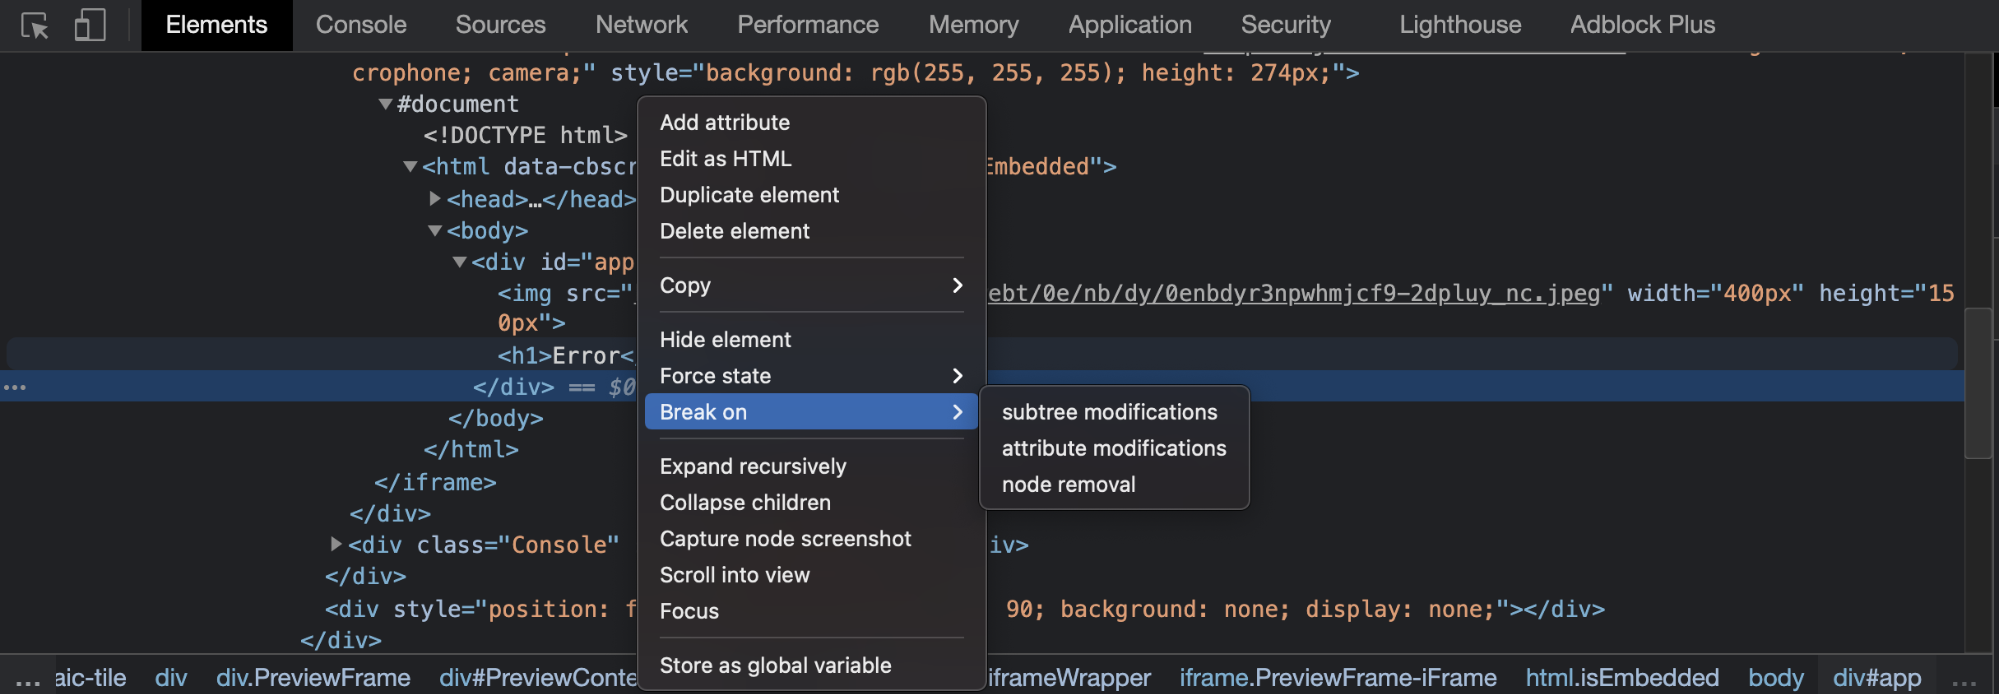 Elements Console Sources Network Performance Memory Application Security Lighthouse Adblock Plus
crophone; camera;" style="background: rgb(255, 255, 255); height: 274px;">
#document
<!DOCTYPE html>
<html data-cbscr Embedded">
<head>…</head>
<body>
<div id="app
<img src=" ebt/0e/nb/dy/0enbdyr3npwhmjcf9-2dpluy_nc.jpeg" width="400px" height="15
0px">
<h1>Error<
</div> == $0
</body>
</html>
</iframe>
</div>
<div class="Console" iv>
</div>
<div style="position: f 90; background: none; display: none;"></div>
</div>
Add attribute
Edit as HTML
Duplicate element
Delete element
Copy
Hide element
Force state
Break on
Expand recursively
Collapse children
Capture node screenshot
Scroll into view
Focus
Store as global variable
subtree modifications
attribute modifications
node removal
... aic-tile div div.PreviewFrame div#PreviewConte iframeWrapper iframe.PreviewFrame-iFrame html.isEmbedded body div#app ...